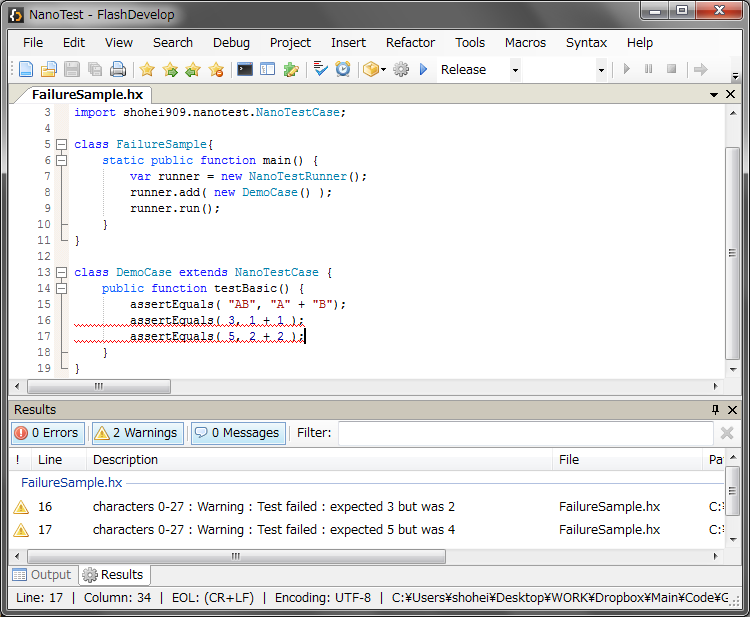 NanoTest - FlashDevelop
File Edit View Search Debug Project Insert Refactor Tools Macros Syntax Help
Release
FailureSample.hx
3 import shohei909.nanotest.NanoTestCase;
4
5 class FailureSample{
6 static public function main() {
7 var runner = new NanoTestRunner();
8 runner.add( new DemoCase() );
9 runner.run();
10 }
11 }
12
13 class DemoCase extends NanoTestCase {
14 public function testBasic() {
15 assertEquals( "AB", "A" + "B");
16 assertEquals( 3, 1 + 1 );
17 assertEquals( 5, 2 + 2 );
18 }
19 }
Results
0 Errors 2 Warnings 0 Messages Filter:
! Line Description File Pa
FailureSample.hx
16 characters 0-27 : Warning : Test failed : expected 3 but was 2 FailureSample.hx C:¥
17 characters 0-27 : Warning : Test failed : expected 5 but was 4 FailureSample.hx C:¥
Output Results
Line: 17 | Column: 34 | EOL: (CR+LF) | Encoding: UTF-8 | C:¥Users¥shohei¥Desktop¥WORK¥Dropbox¥Main¥Code¥G